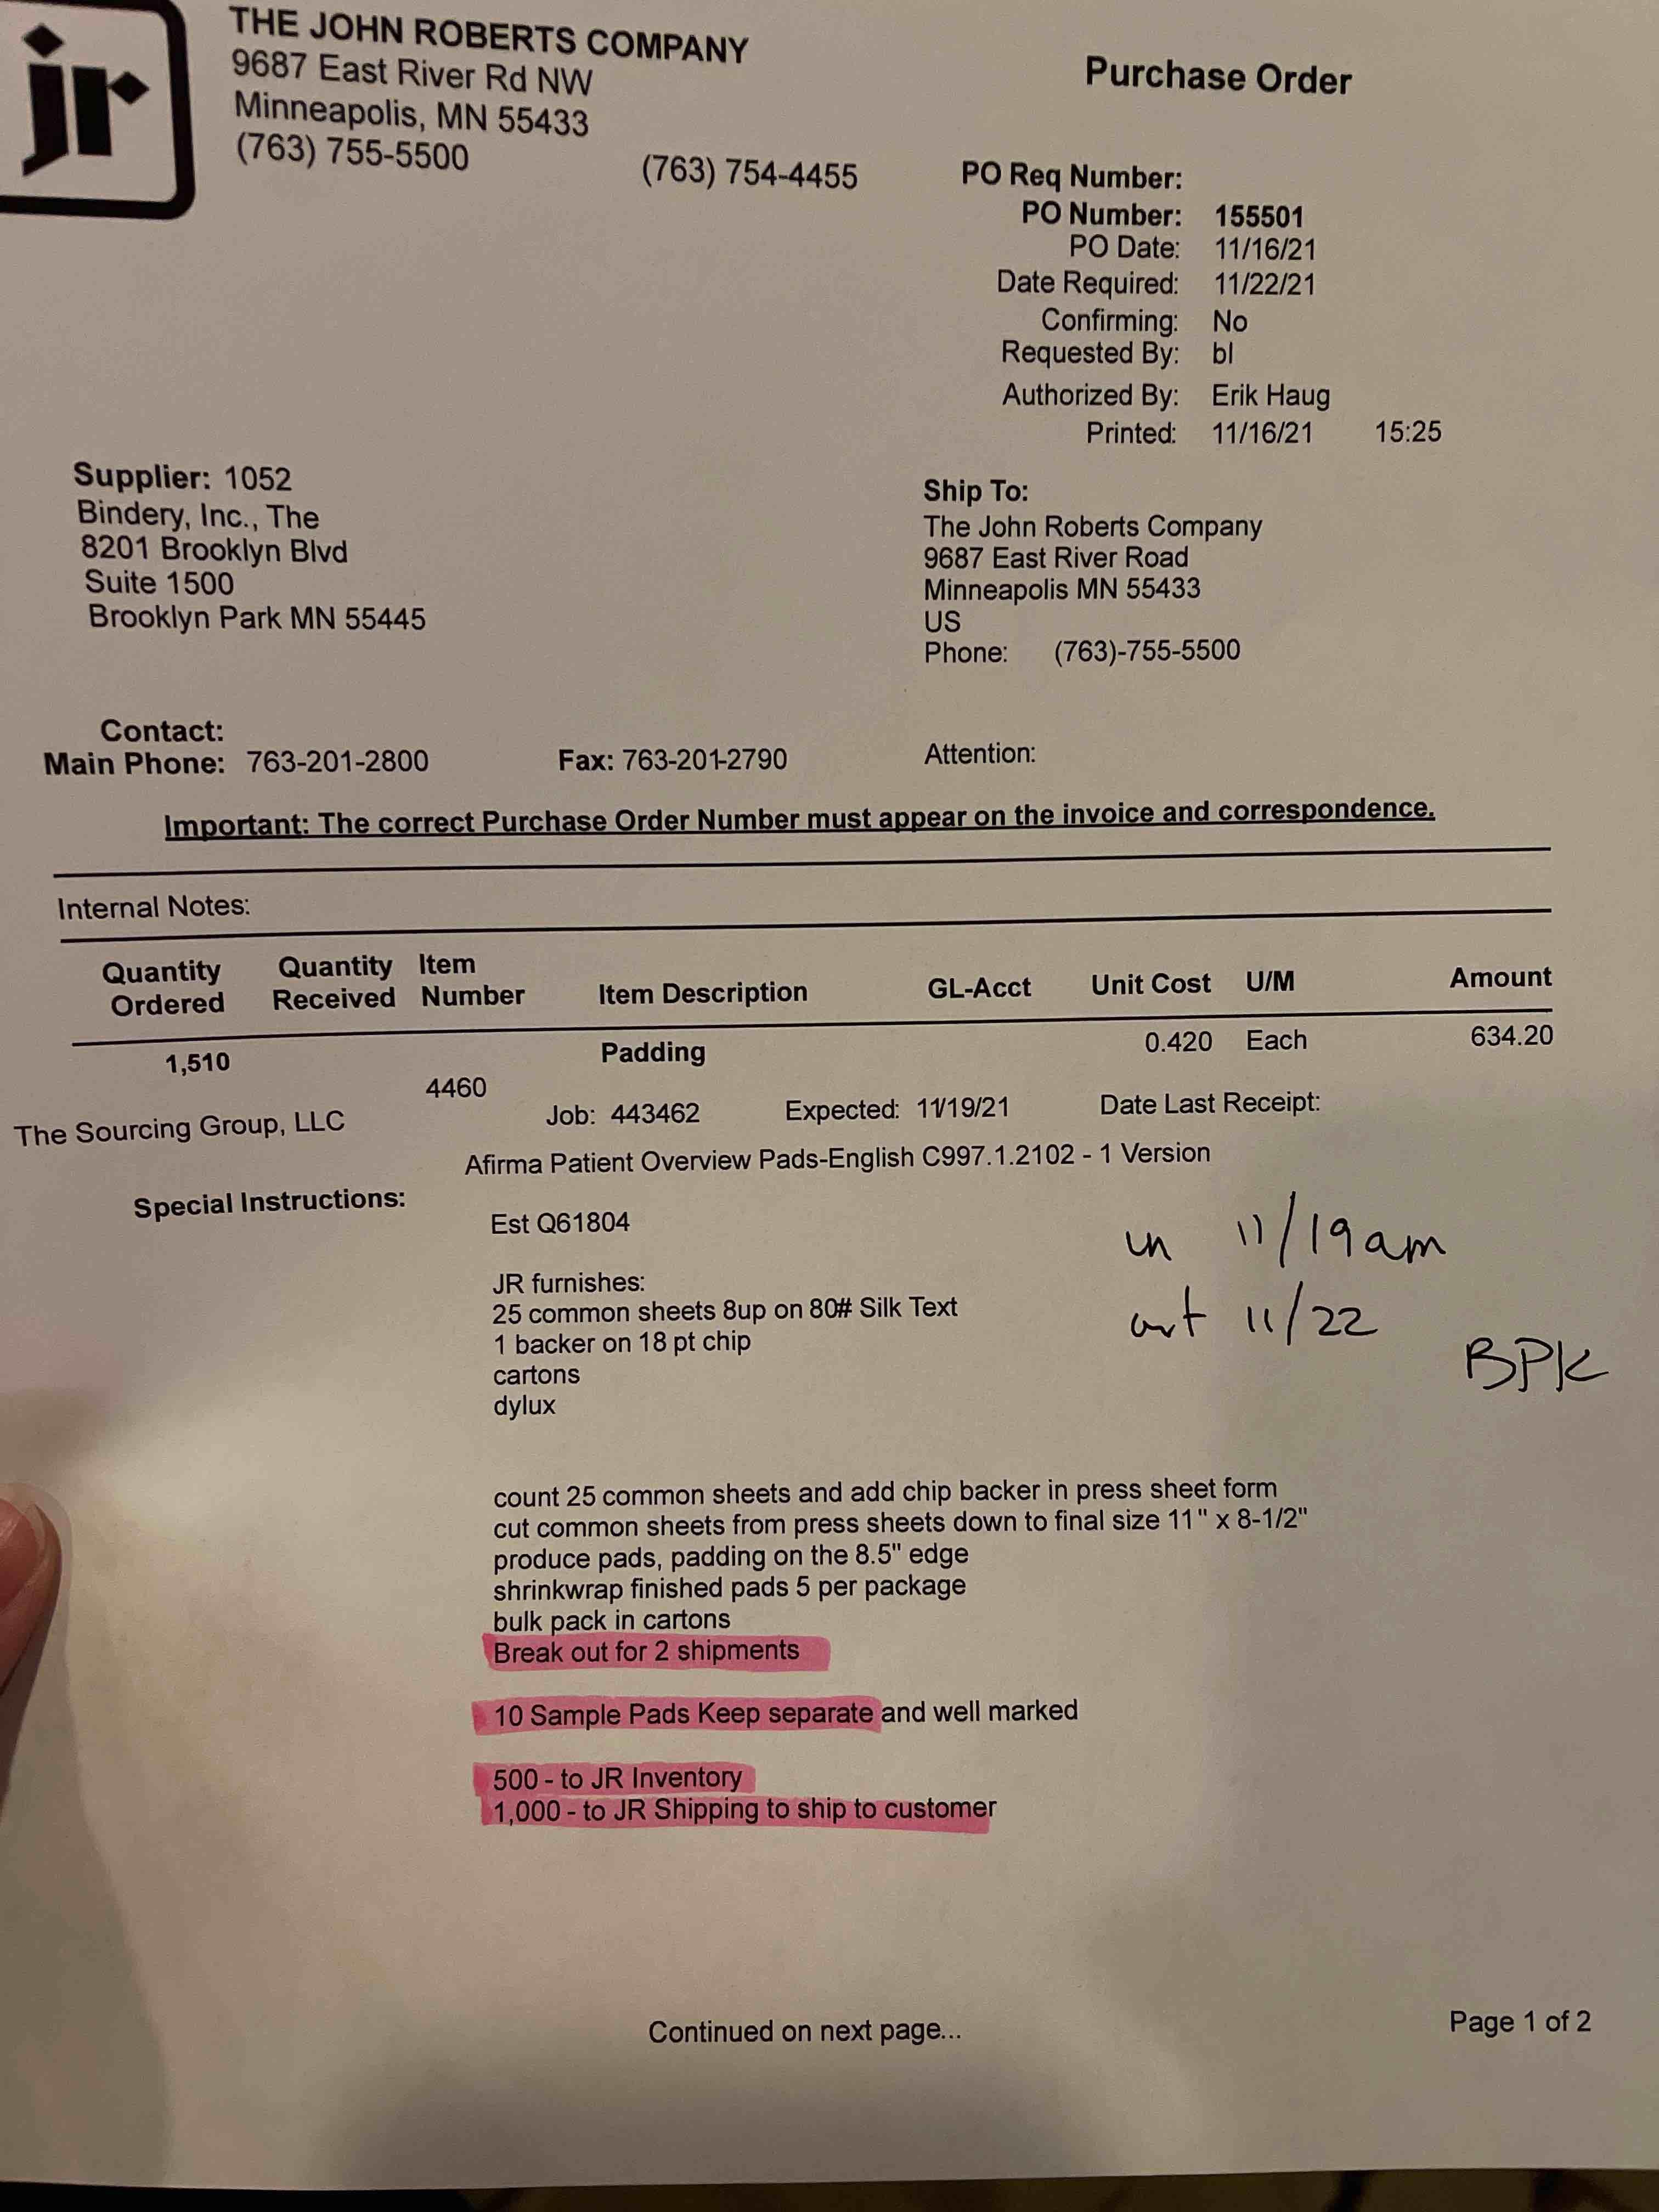 jr
THE JOHN ROBERTS COMPANY
9687 East River Rd NW
Minneapolis, MN 55433
(763) 755-5500 (763) 754-4455
Purchase Order
PO Req Number:
PO Number: 155501
PO Date: 11/16/21
Date Required: 11/22/21
Confirming: No
Requested By: bl
Authorized By: Erik Haug
Printed: 11/16/21 15:25
Supplier: 1052
Bindery, Inc., The
8201 Brooklyn Blvd
Suite 1500
Brooklyn Park MN 55445
Ship To:
The John Roberts Company
9687 East River Road
Minneapolis MN 55433
US
Phone: (763)-755-5500
Contact:
Main Phone: 763-201-2800 Fax: 763-201-2790 Attention:
Important: The correct Purchase Order Number must appear on the invoice and correspondence.
Internal Notes:
Quantity Ordered Quantity Received Item Number Item Description GL-Acct Unit Cost U/M Amount
1,510 Padding 0.420 Each 634.20
4460
The Sourcing Group, LLC Job: 443462 Expected: 11/19/21 Date Last Receipt:
Afirma Patient Overview Pads-English C997.1.2102 - 1 Version
Special Instructions:
Est Q61804
in 11/19am
out 11/22
BPK
JR furnishes:
25 common sheets 8up on 80# Silk Text
1 backer on 18 pt chip
cartons
dylux
count 25 common sheets and add chip backer in press sheet form
cut common sheets from press sheets down to final size 11" x 8-1/2"
produce pads, padding on the 8.5" edge
shrinkwrap finished pads 5 per package
bulk pack in cartons
Break out for 2 shipments
10 Sample Pads Keep separate and well marked
500 - to JR Inventory
1,000 - to JR Shipping to ship to customer
Continued on next page...
Page 1 of 2